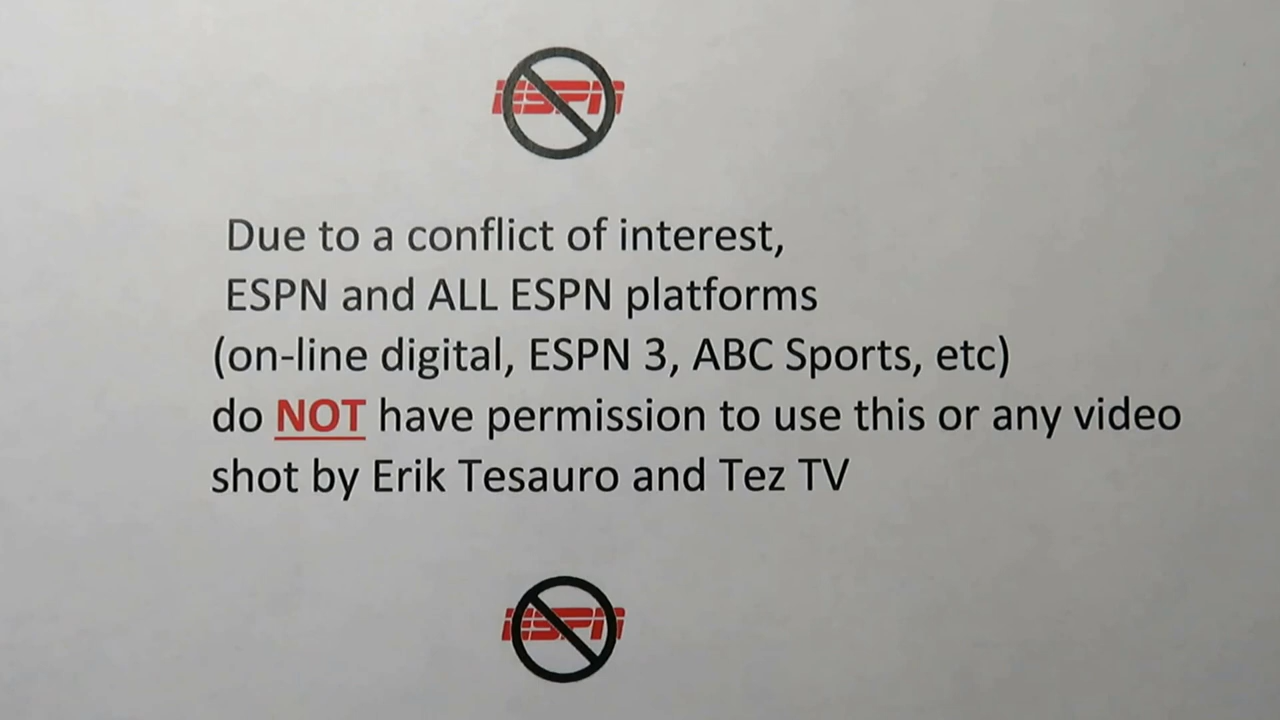 ESPN
Due to a conflict of interest,
ESPN and ALL ESPN platforms
(on-line digital, ESPN 3, ABC Sports, etc)
do NOT have permission to use this or any video
shot by Erik Tesauro and Tez TV
ESPN